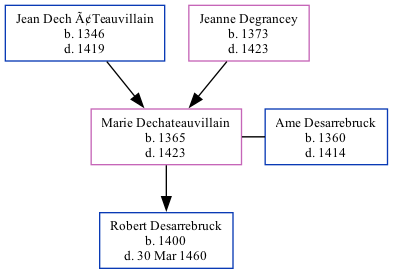 Jean Dech Ã¢Teauvillain
b. 1346
d. 1419
Jeanne Degrancey
b. 1373
d. 1423
Marie Dechateauvillain
b. 1365
d. 1423
Ame Desarrebruck
b. 1360
d. 1414
Robert Desarrebruck
b. 1400
d. 30 Mar 1460